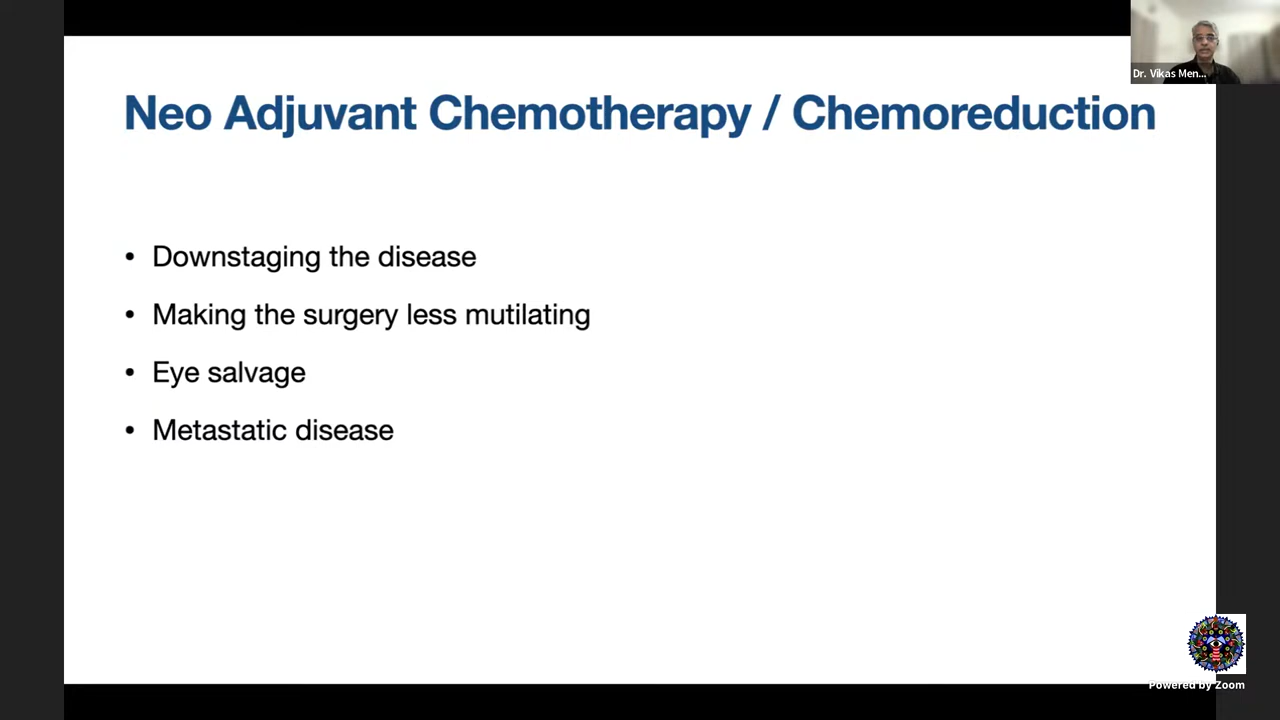 Dr. Vikas Men...
Neo Adjuvant Chemotherapy / Chemoreduction
• Downstaging the disease
• Making the surgery less mutilating
• Eye salvage
• Metastatic disease
Powered by Zoom